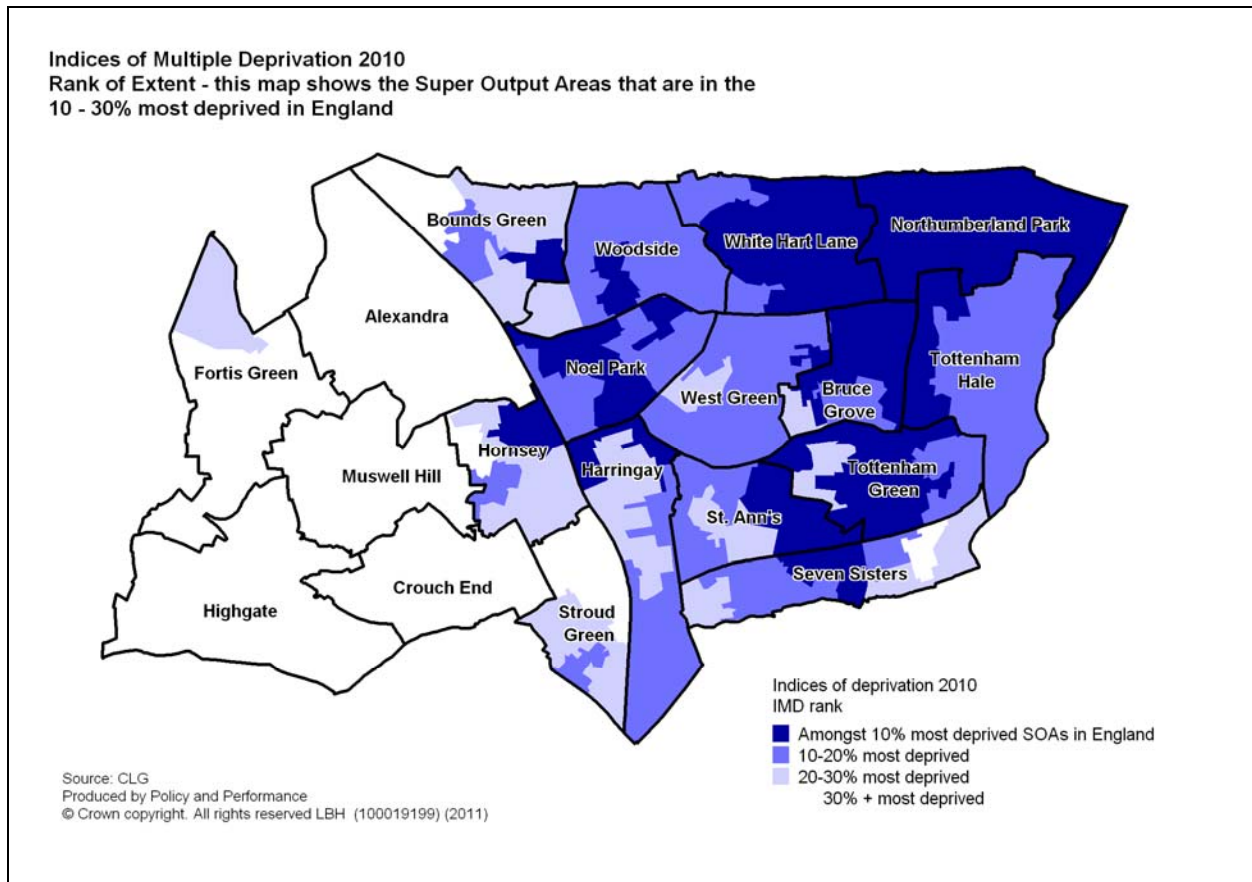 Indices of Multiple Deprivation 2010
Rank of Extent - this map shows the Super Output Areas that are in the
10 - 30% most deprived in England
Bounds Green
Woodside
White Hart Lane
Northumberland Park
Alexandra
Fortis Green
Noel Park
West Green
Bruce
Grove
Tottenham
Hale
Muswell Hill
Hornsey
Harringay
Tottenham
Green
St. Ann's
Seven Sisters
Highgate
Crouch End
Stroud
Green
Indices of deprivation 2010
IMD rank
Amongst 10% most deprived SOAs in England
10-20% most deprived
20-30% most deprived
30% + most deprived
Source: CLG
Produced by Policy and Performance
© Crown copyright. All rights reserved LBH (100019199) (2011)